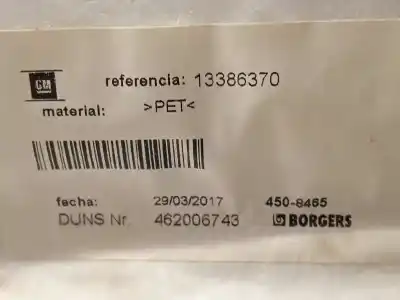 GM referencia: 13386370
material: >PET<
fecha: 29/03/2017 450-8465
DUNS Nr. 462006743 BORGERS